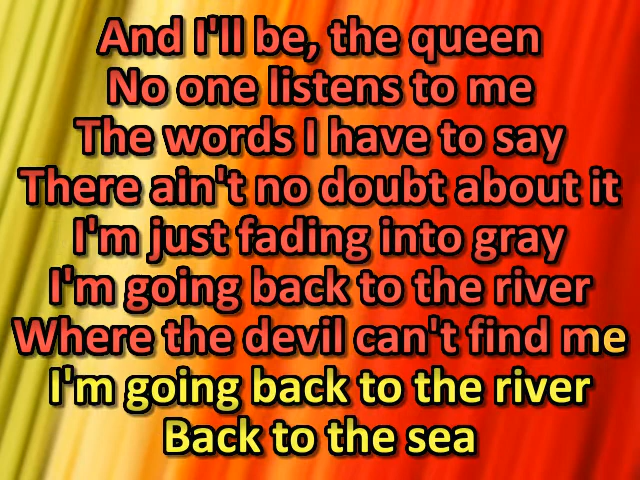 And I'll be, the queen
No one listens to me
The words I have to say
There ain't no doubt about it
I'm just fading into gray
I'm going back to the river
Where the devil can't find me
I'm going back to the river
Back to the sea